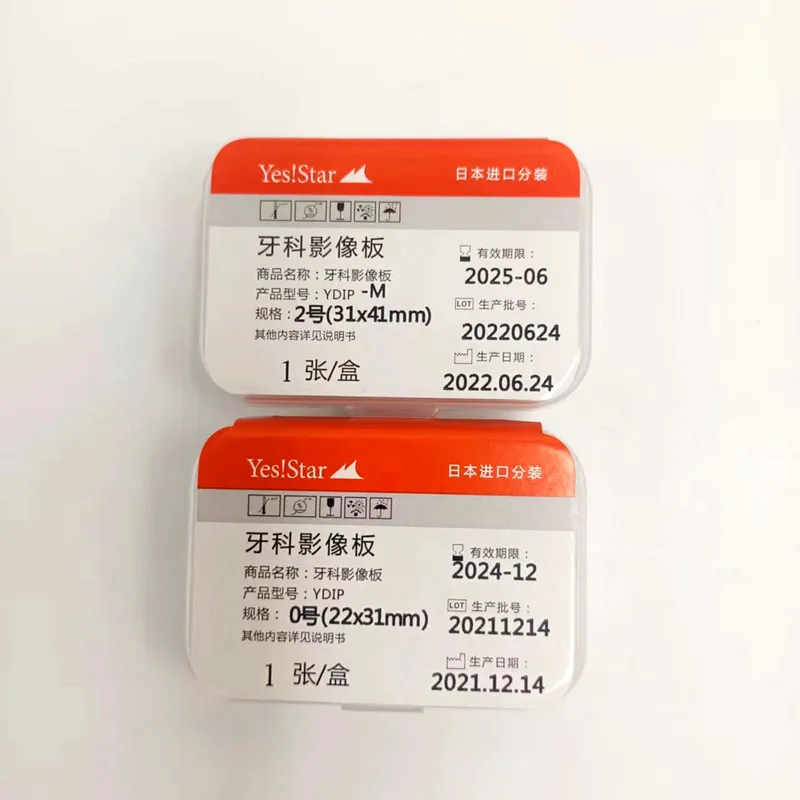 Yes!Star
日本进口分装
牙科影像板
商品名称：牙科影像板
产品型号：YDIP -M
规格：2号(31x41mm)
其他内容详见说明书
1 张/盒
有效期限：
2025-06
LOT 生产批号：
20220624
生产日期：
2022.06.24
Yes!Star
日本进口分装
牙科影像板
商品名称：牙科影像板
产品型号：YDIP
规格：0号(22x31mm)
其他内容详见说明书
1 张/盒
有效期限：
2024-12
LOT 生产批号：
20211214
生产日期：
2021.12.14